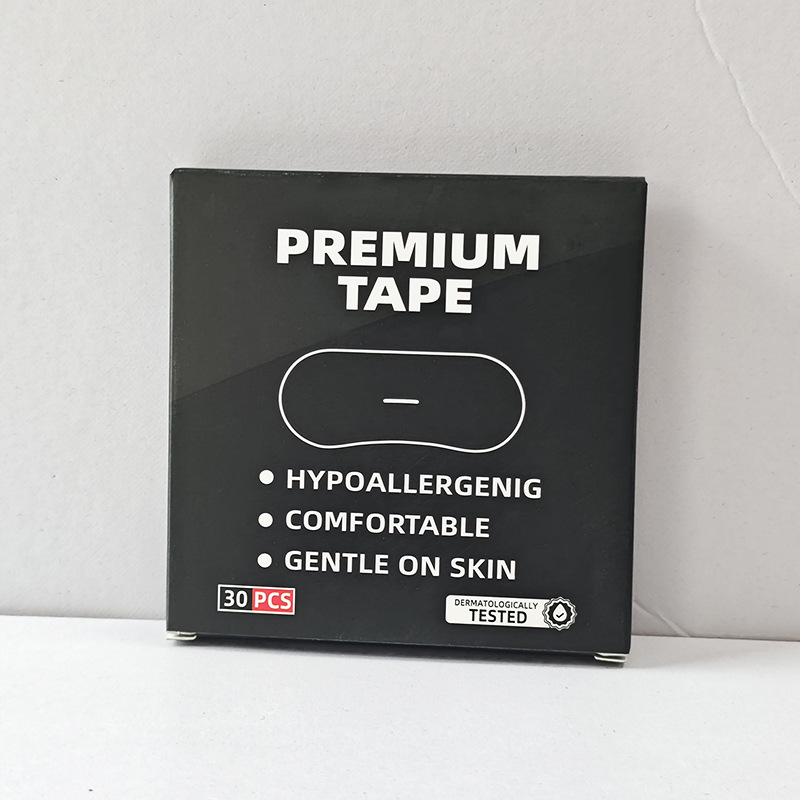 PREMIUM
TAPE
HYPOALLERGENIG
COMFORTABLE
GENTLE ON SKIN
30 PCS
DERMATOLOGICALLY
TESTED